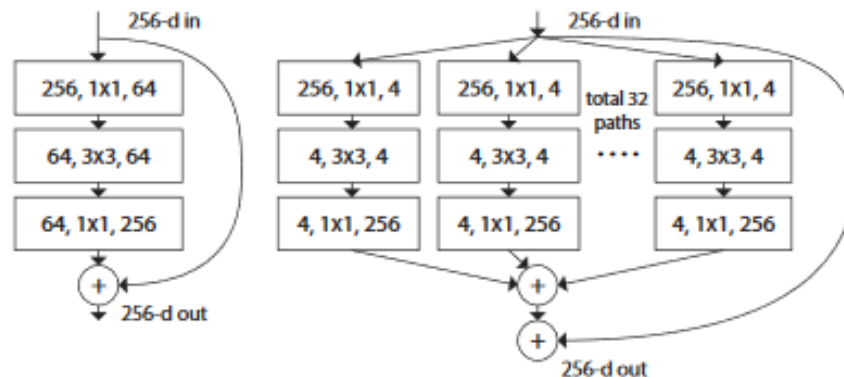 256-d in
256, 1x1, 64
64, 3x3, 64
64, 1x1, 256
+
256-d out
256-d in
256, 1x1, 4
256, 1x1, 4
total 32
paths
....
256, 1x1, 4
4, 3x3, 4
4, 3x3, 4
4, 3x3, 4
4, 1x1, 256
4, 1x1, 256
4, 1x1, 256
+
+
256-d out